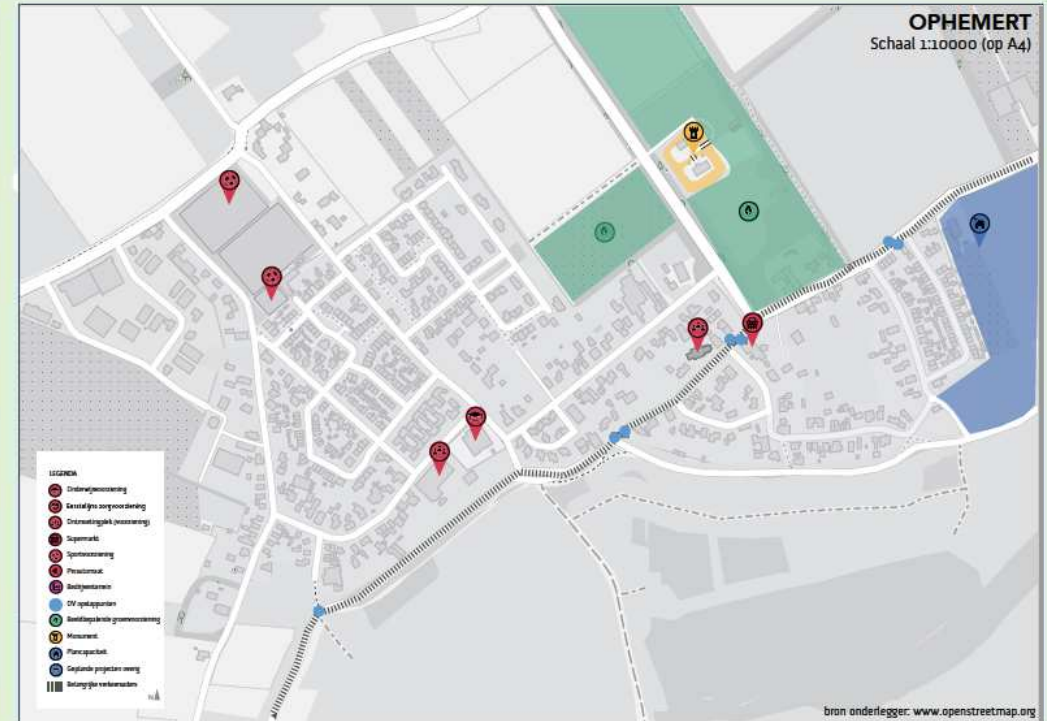 OPHEMERT
Schaal 1:10000 (op A4)
LEGENDA
Onderwijsvoorziening
Eerstelijns zorgvoorziening
Ontmoetingsplek (voorziening)
Supermarkt
Sportvoorziening
Pinautomaat
Bedrijventerrein
OV opstappunten
Beeldbepalende groenvoorziening
Monument
Plancapaciteit
Geplande projecten overig
Belangrijke verkeersaders
N
bron onderlegger: www.openstreetmap.org